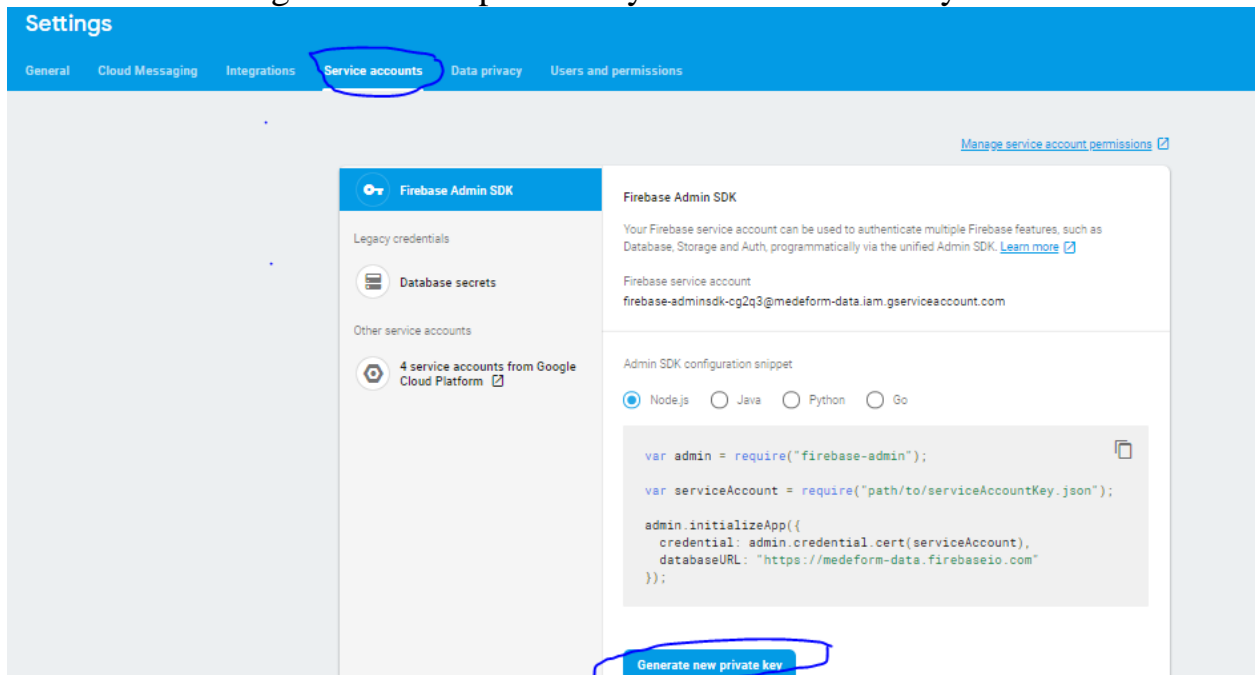 Settings
General Cloud Messaging Integrations Service accounts Data privacy Users and permissions
Manage service account permissions
Firebase Admin SDK
Legacy credentials
Database secrets
Other service accounts
4 service accounts from Google
Cloud Platform
Firebase Admin SDK
Your Firebase service account can be used to authenticate multiple Firebase features, such as
Database, Storage and Auth, programmatically via the unified Admin SDK. Learn more
Firebase service account
firebase-adminsdk-cg2q3@medeform-data.iam.gserviceaccount.com
Admin SDK configuration snippet
Node.js Java Python Go
var admin = require("firebase-admin");
var serviceAccount = require("path/to/serviceAccountKey.json");
admin.initializeApp({
credential: admin.credential.cert(serviceAccount),
databaseURL: "https://medeform-data.firebaseio.com"
});
Generate new private key